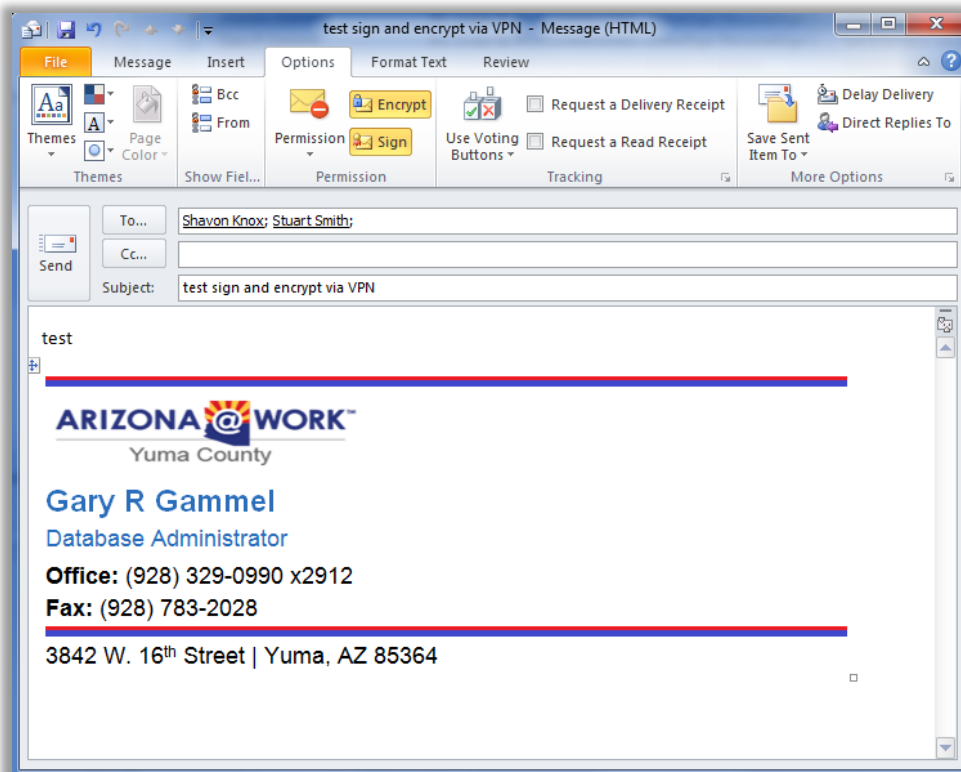 test sign and encrypt via VPN - Message (HTML)
File Message Insert Options Format Text Review
Aa Bcc Encrypt Request a Delivery Receipt Delay Delivery
A From Sign Request a Read Receipt Direct Replies To
Themes Page Color Permission Use Voting Buttons Save Sent Item To
Themes Show Fiel... Permission Tracking More Options
To... Shavon Knox; Stuart Smith;
Send Cc...
Subject: test sign and encrypt via VPN
test
ARIZONA@WORK™
Yuma County
Gary R Gammel
Database Administrator
Office: (928) 329-0990 x2912
Fax: (928) 783-2028
3842 W. 16th Street | Yuma, AZ 85364